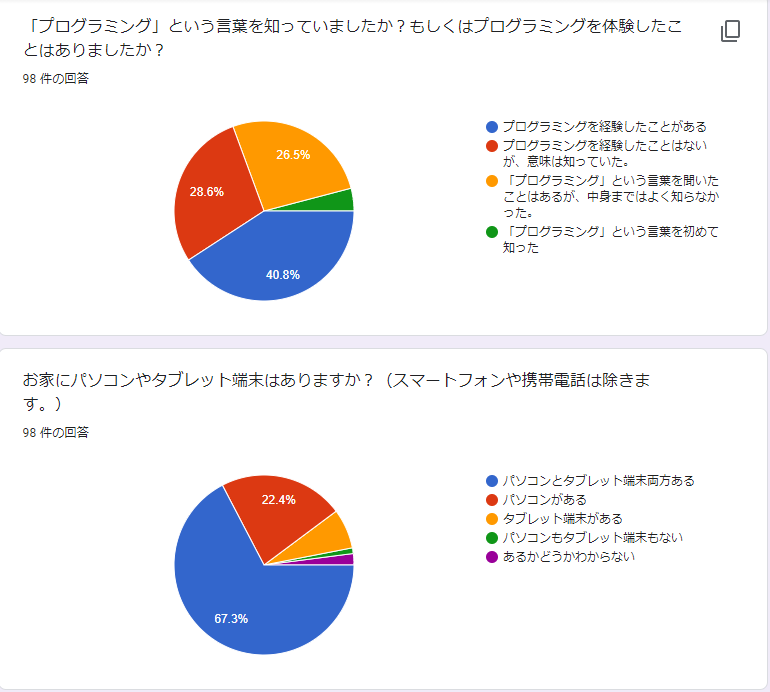 「プログラミング」という言葉を知っていましたか？もしくはプログラミングを体験したこ
とはありましたか？
98 件の回答
プログラミングを経験したことがある
プログラミングを経験したことはない
が、意味は知っていた。
「プログラミング」という言葉を聞いた
ことはあるが、中身まではよく知らなか
った。
「プログラミング」という言葉を初めて
知った
26.5%
28.6%
40.8%
お家にパソコンやタブレット端末はありますか？（スマートフォンや携帯電話は除きま
す。）
98 件の回答
パソコンとタブレット端末両方ある
パソコンがある
タブレット端末がある
パソコンもタブレット端末もない
あるかどうかわからない
22.4%
67.3%